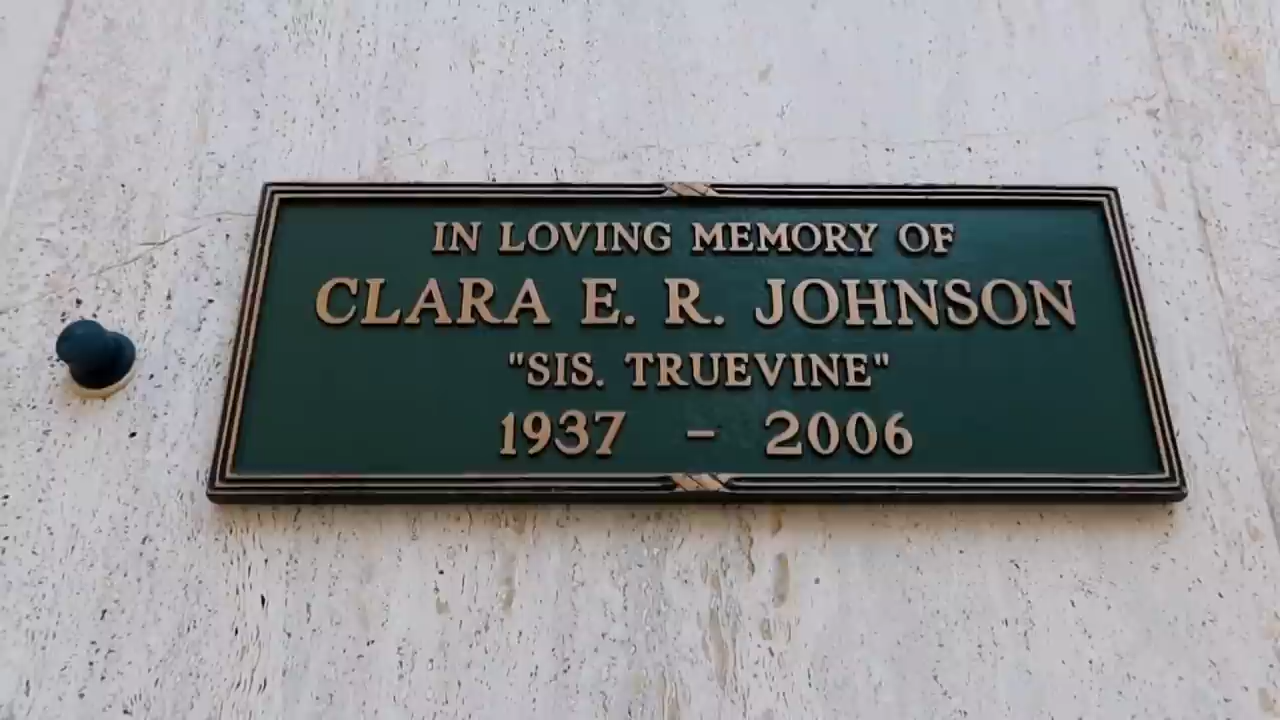 IN LOVING MEMORY OF
CLARA E. R. JOHNSON
"SIS. TRUEVINE"
1937 – 2006